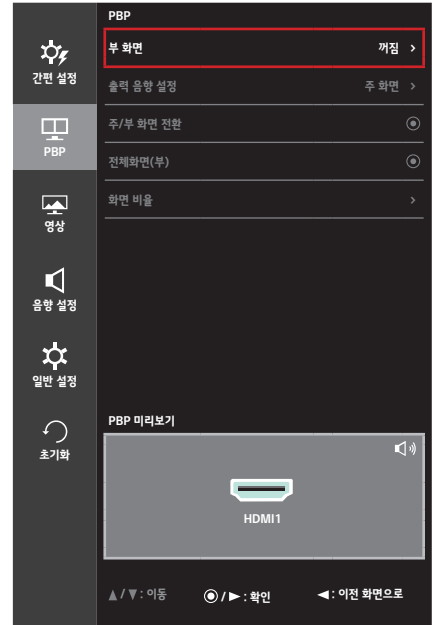 PBP
간편 설정
PBP
영상
음향 설정
일반 설정
초기화
부 화면 꺼짐 >
출력 음향 설정 주 화면 >
주/부 화면 전환
전체화면(부)
화면 비율 >
PBP 미리보기
HDMI1
▲/▼: 이동 ◉/▶: 확인 ◀: 이전 화면으로